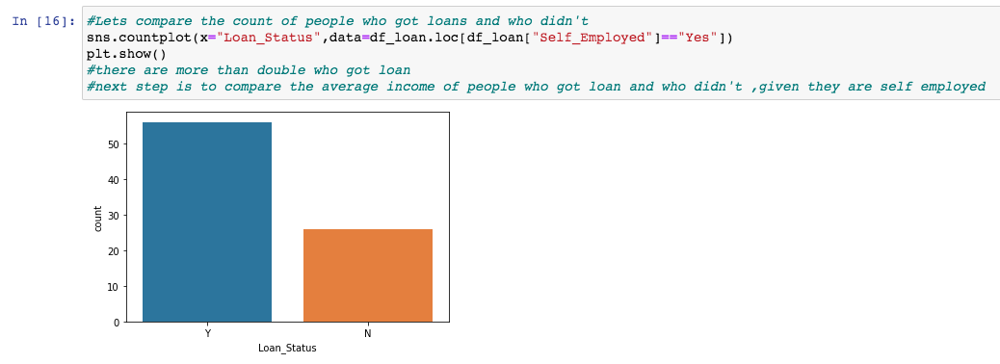 In [16]: #Lets compare the count of people who got loans and who didn't
sns.countplot(x="Loan_Status",data=df_loan.loc[df_loan["Self_Employed"]=="Yes"])
plt.show()
#there are more than double who got loan
#next step is to compare the average income of people who got loan and who didn't ,given they are self employed
50
40
30
20
10
0
count
Y N
Loan_Status